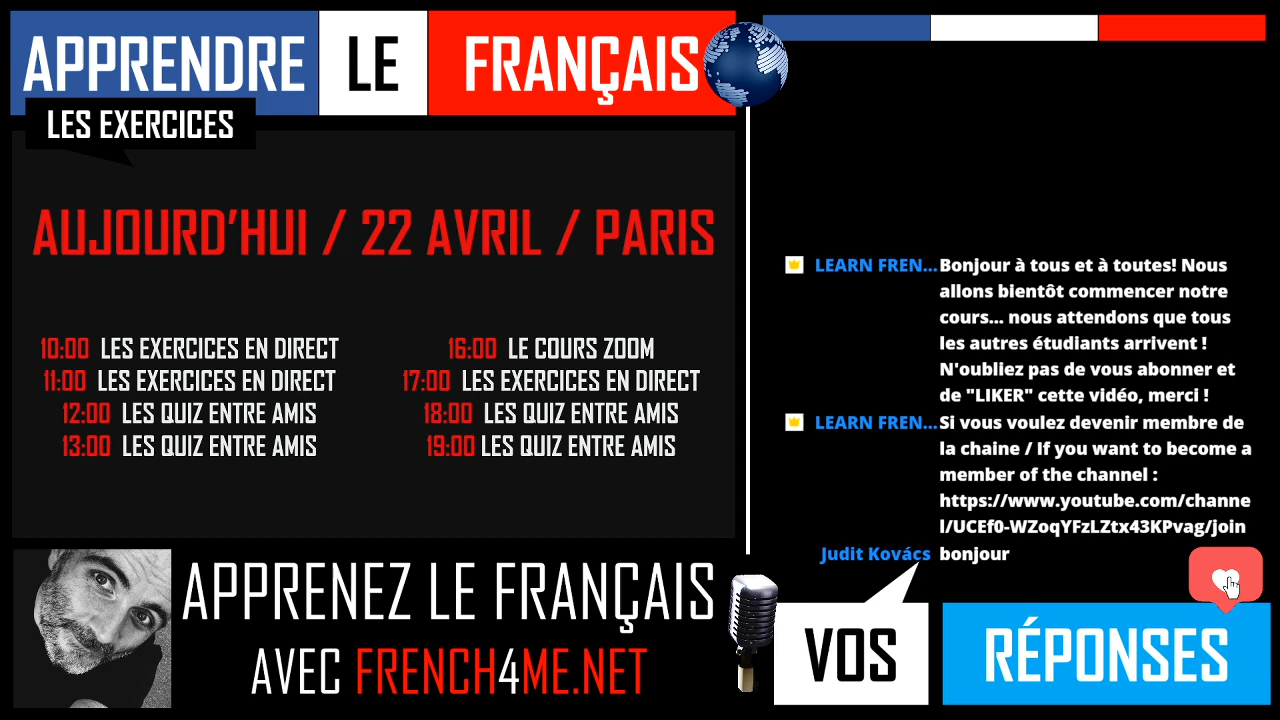 APPRENDRE LE FRANÇAIS
LES EXERCICES
AUJOURD'HUI / 22 AVRIL / PARIS
10:00 LES EXERCICES EN DIRECT
11:00 LES EXERCICES EN DIRECT
12:00 LES QUIZ ENTRE AMIS
13:00 LES QUIZ ENTRE AMIS
16:00 LE COURS ZOOM
17:00 LES EXERCICES EN DIRECT
18:00 LES QUIZ ENTRE AMIS
19:00 LES QUIZ ENTRE AMIS
APPRENEZ LE FRANÇAIS
AVEC FRENCH4ME.NET
LEARN FREN... Bonjour à tous et à toutes! Nous
allons bientôt commencer notre
cours... nous attendons que tous
les autres étudiants arrivent !
N'oubliez pas de vous abonner et
de "LIKER" cette vidéo, merci !
LEARN FREN... Si vous voulez devenir membre de
la chaine / If you want to become a
member of the channel :
https://www.youtube.com/channe
l/UCEf0-WZoqYFzLZtx43KPvag/join
Judit Kovács bonjour
VOS RÉPONSES